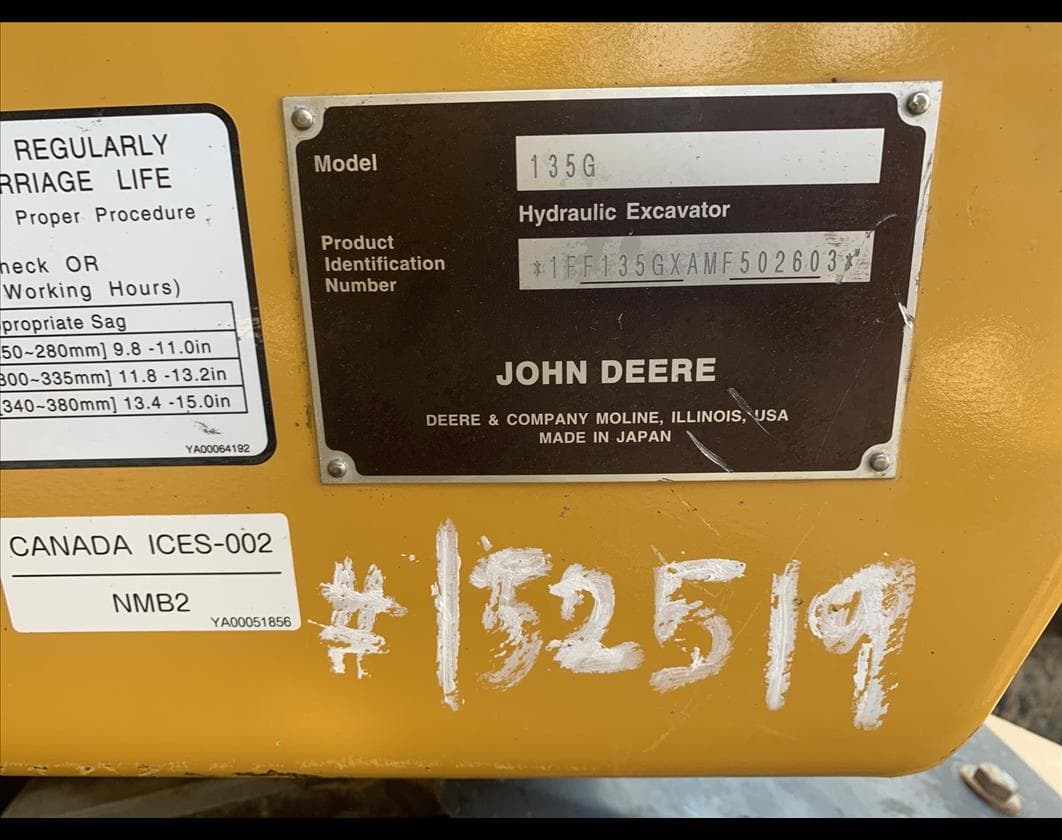 REGULARLY
RRIAGE LIFE
Proper Procedure
heck OR
Working Hours)
propriate Sag
50~280mm] 9.8 -11.0in
300~335mm] 11.8 -13.2in
[340~380mm] 13.4 -15.0in
YA00064192
CANADA ICES-002
NMB2
YA00051856
Model
135G
Hydraulic Excavator
Product
Identification
Number
*1FF135GXAMF502603*
JOHN DEERE
DEERE & COMPANY MOLINE, ILLINOIS, USA
MADE IN JAPAN
#152519